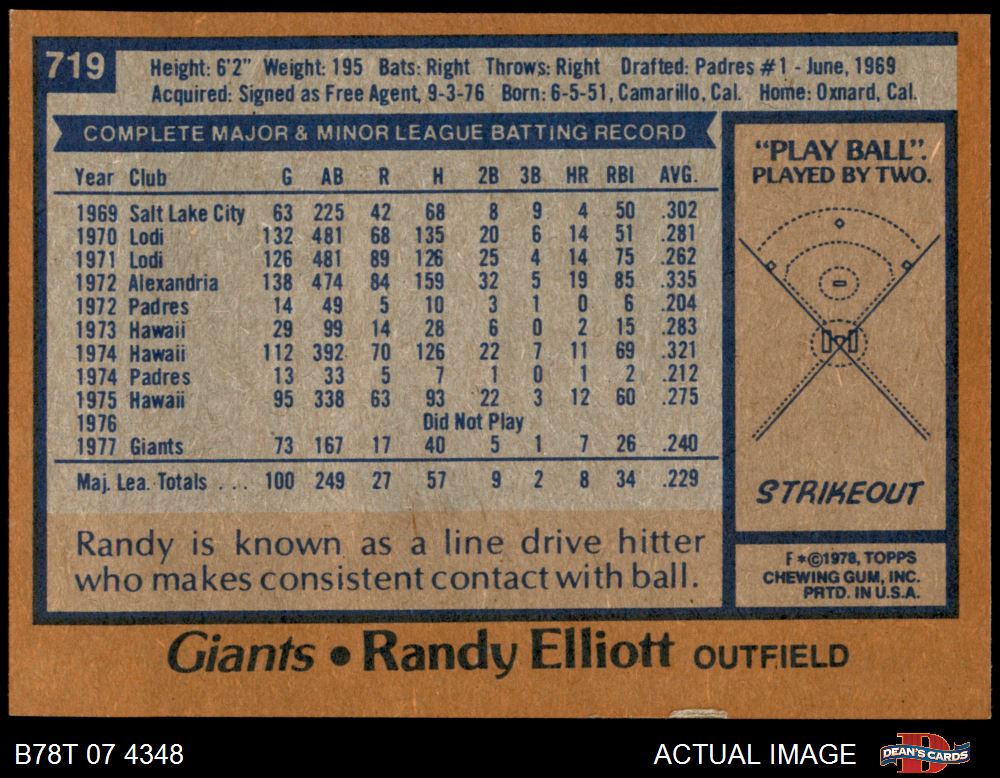 719
Height: 6'2" Weight: 195 Bats: Right Throws: Right Drafted: Padres #1 - June, 1969
Acquired: Signed as Free Agent, 9-3-76 Born: 6-5-51, Camarillo, Cal. Home: Oxnard, Cal.
COMPLETE MAJOR & MINOR LEAGUE BATTING RECORD
Year Club G AB R H 2B 3B HR RBI AVG.
1969 Salt Lake City 63 225 42 68 8 9 4 50 .302
1970 Lodi 132 481 68 135 20 6 14 51 .281
1971 Lodi 126 481 89 126 25 4 14 75 .262
1972 Alexandria 138 474 84 159 32 5 19 85 .335
1972 Padres 14 49 5 10 3 1 0 6 .204
1973 Hawaii 29 99 14 28 6 0 2 15 .283
1974 Hawaii 112 392 70 126 22 7 11 69 .321
1974 Padres 13 33 5 7 1 0 1 2 .212
1975 Hawaii 95 338 63 93 22 3 12 60 .275
1976 Did Not Play
1977 Giants 73 167 17 40 5 1 7 26 .240
Maj. Lea. Totals . . . 100 249 27 57 9 2 8 34 .229
Randy is known as a line drive hitter
who makes consistent contact with ball.
"PLAY BALL".
PLAYED BY TWO.
STRIKEOUT
F*©1978, TOPPS
CHEWING GUM, INC.
PRTD. IN U.S.A.
Giants • Randy Elliott OUTFIELD
B78T 07 4348
ACTUAL IMAGE
D
DEAN'S CARDS